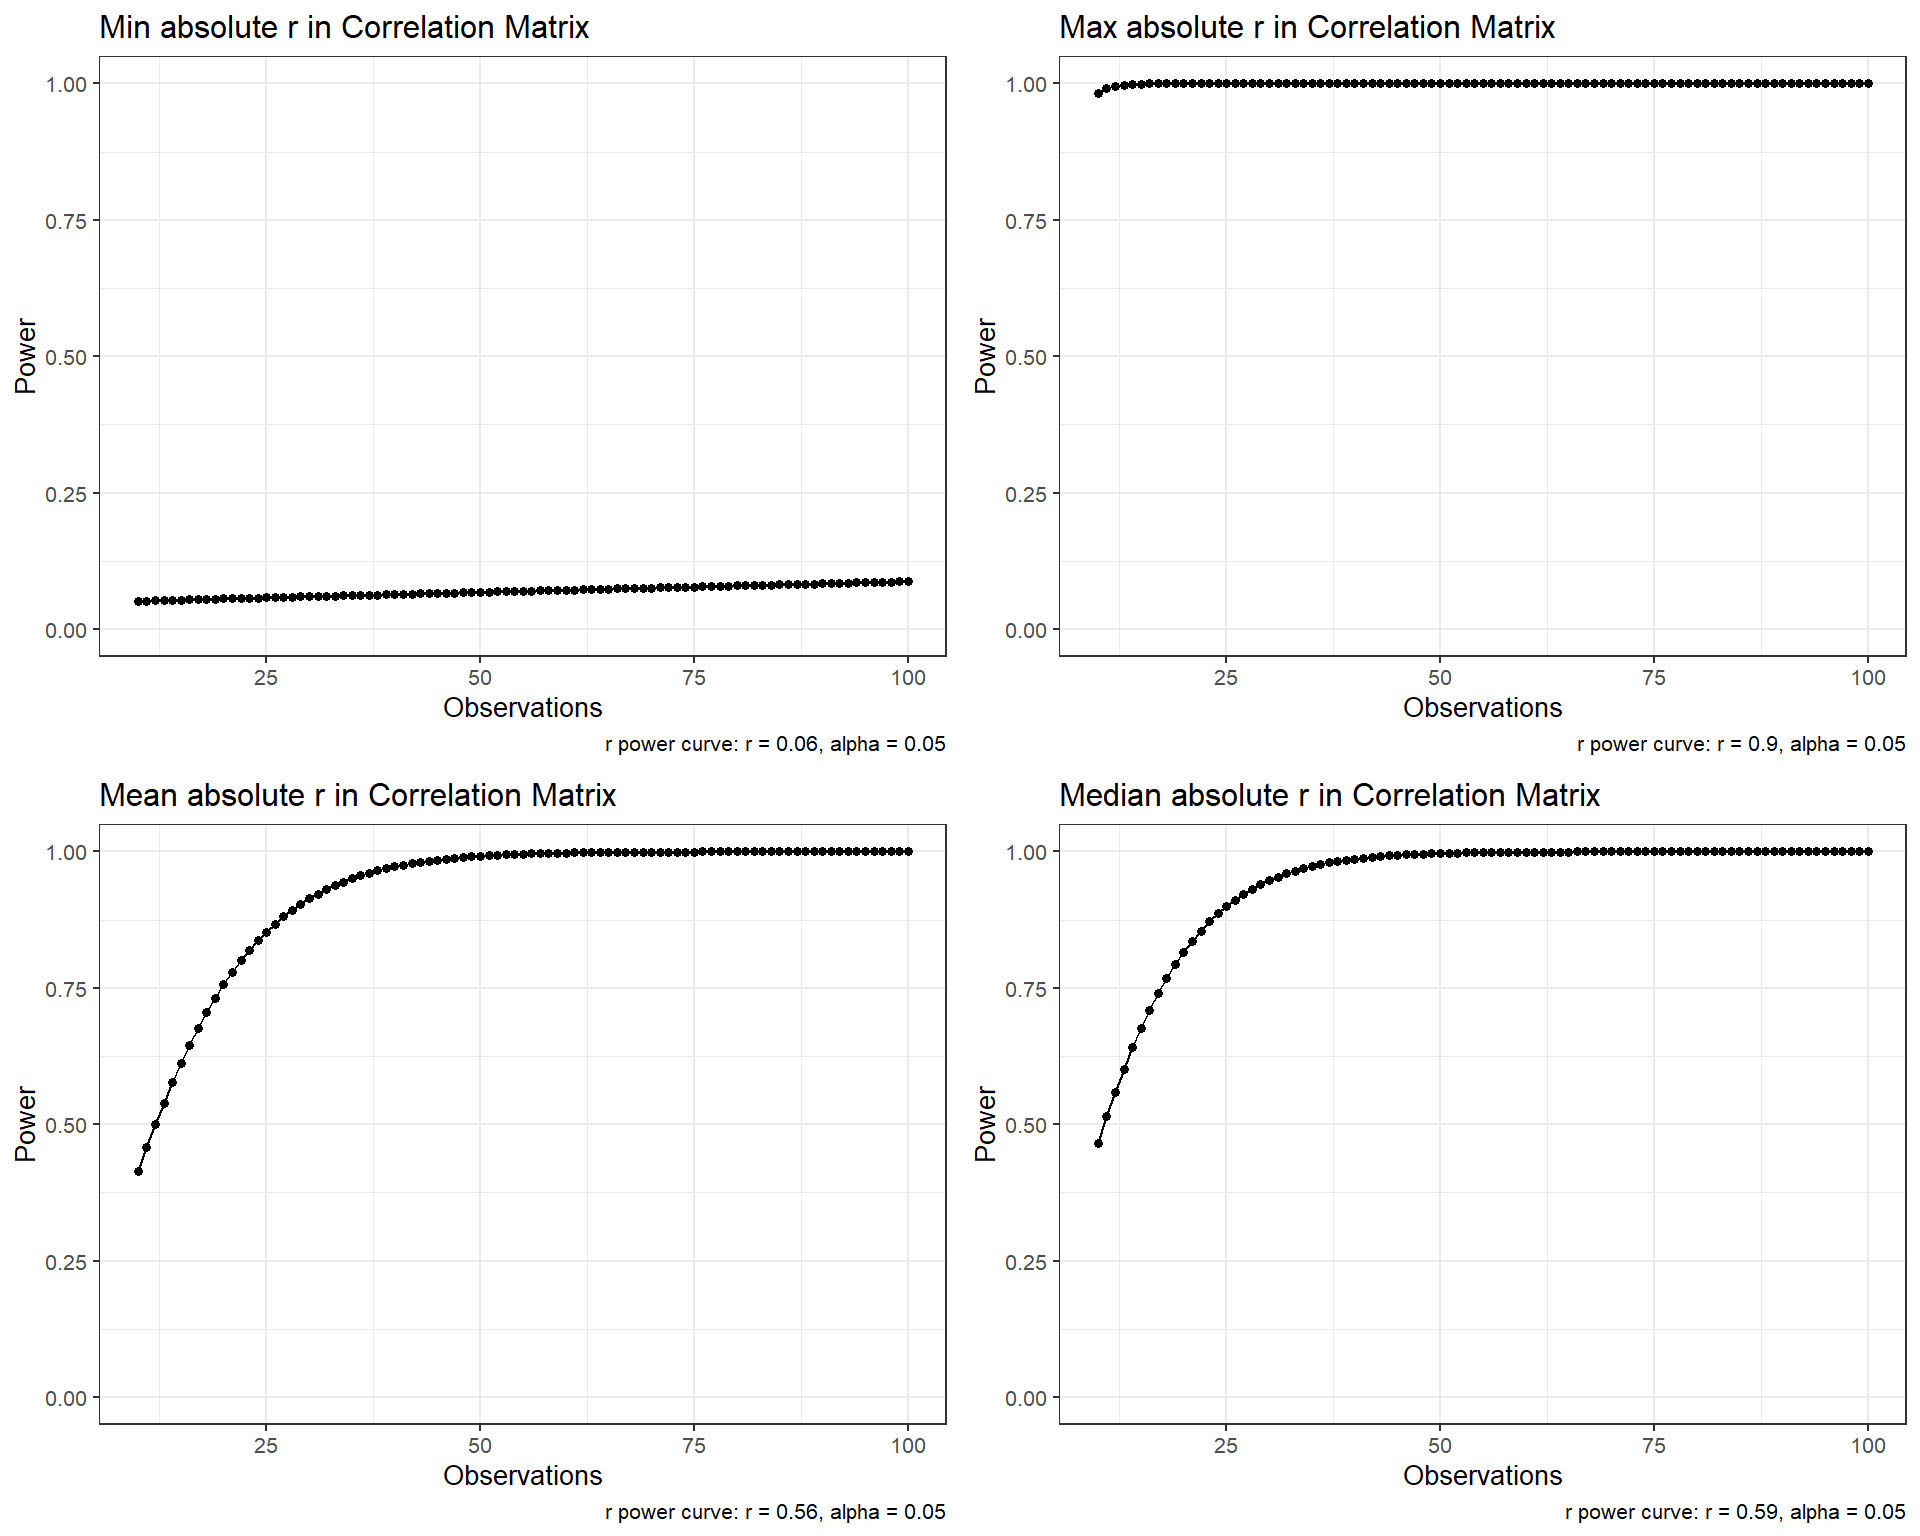 Min absolute r in Correlation Matrix
1.00
0.75
0.50
0.25
0.00
Power
25 50 75 100
Observations
r power curve: r = 0.06, alpha = 0.05
Max absolute r in Correlation Matrix
1.00
0.75
0.50
0.25
0.00
Power
25 50 75 100
Observations
r power curve: r = 0.9, alpha = 0.05
Mean absolute r in Correlation Matrix
1.00
0.75
0.50
0.25
0.00
Power
25 50 75 100
Observations
r power curve: r = 0.56, alpha = 0.05
Median absolute r in Correlation Matrix
1.00
0.75
0.50
0.25
0.00
Power
25 50 75 100
Observations
r power curve: r = 0.59, alpha = 0.05